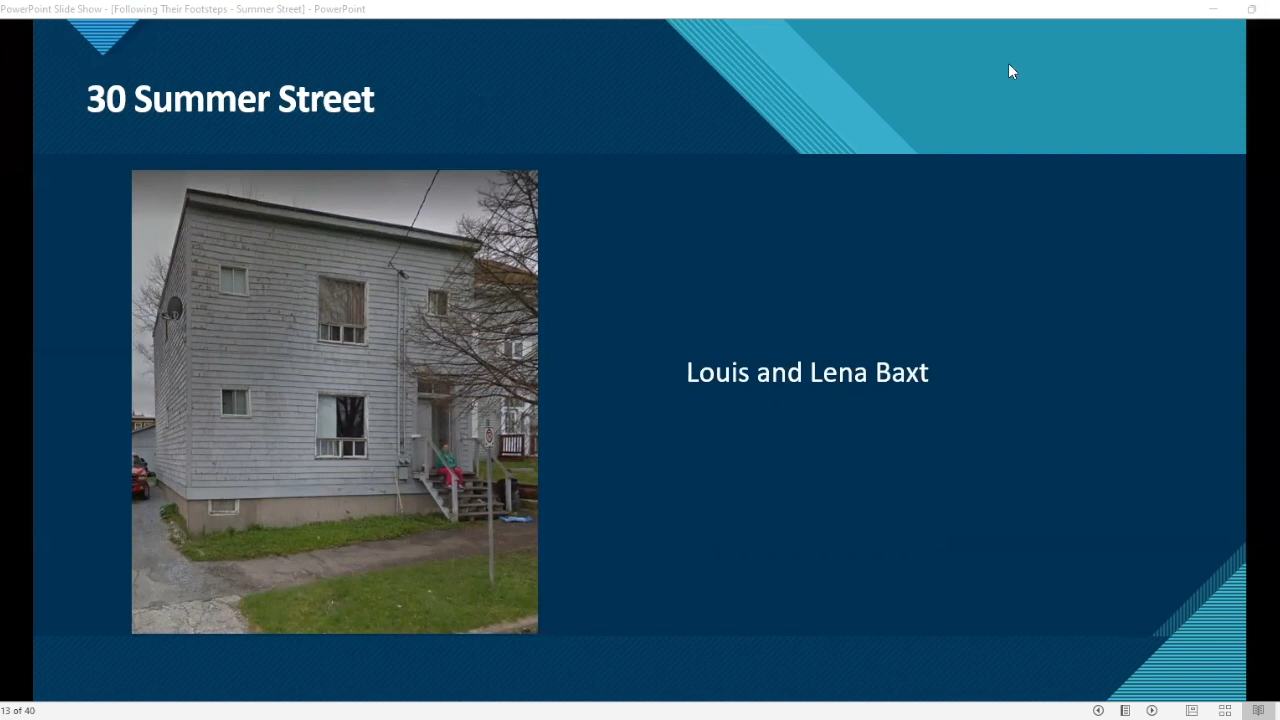 PowerPoint Slide Show - [Following Their Footsteps - Summer Street] - PowerPoint
30 Summer Street
Louis and Lena Baxt
13 of 40